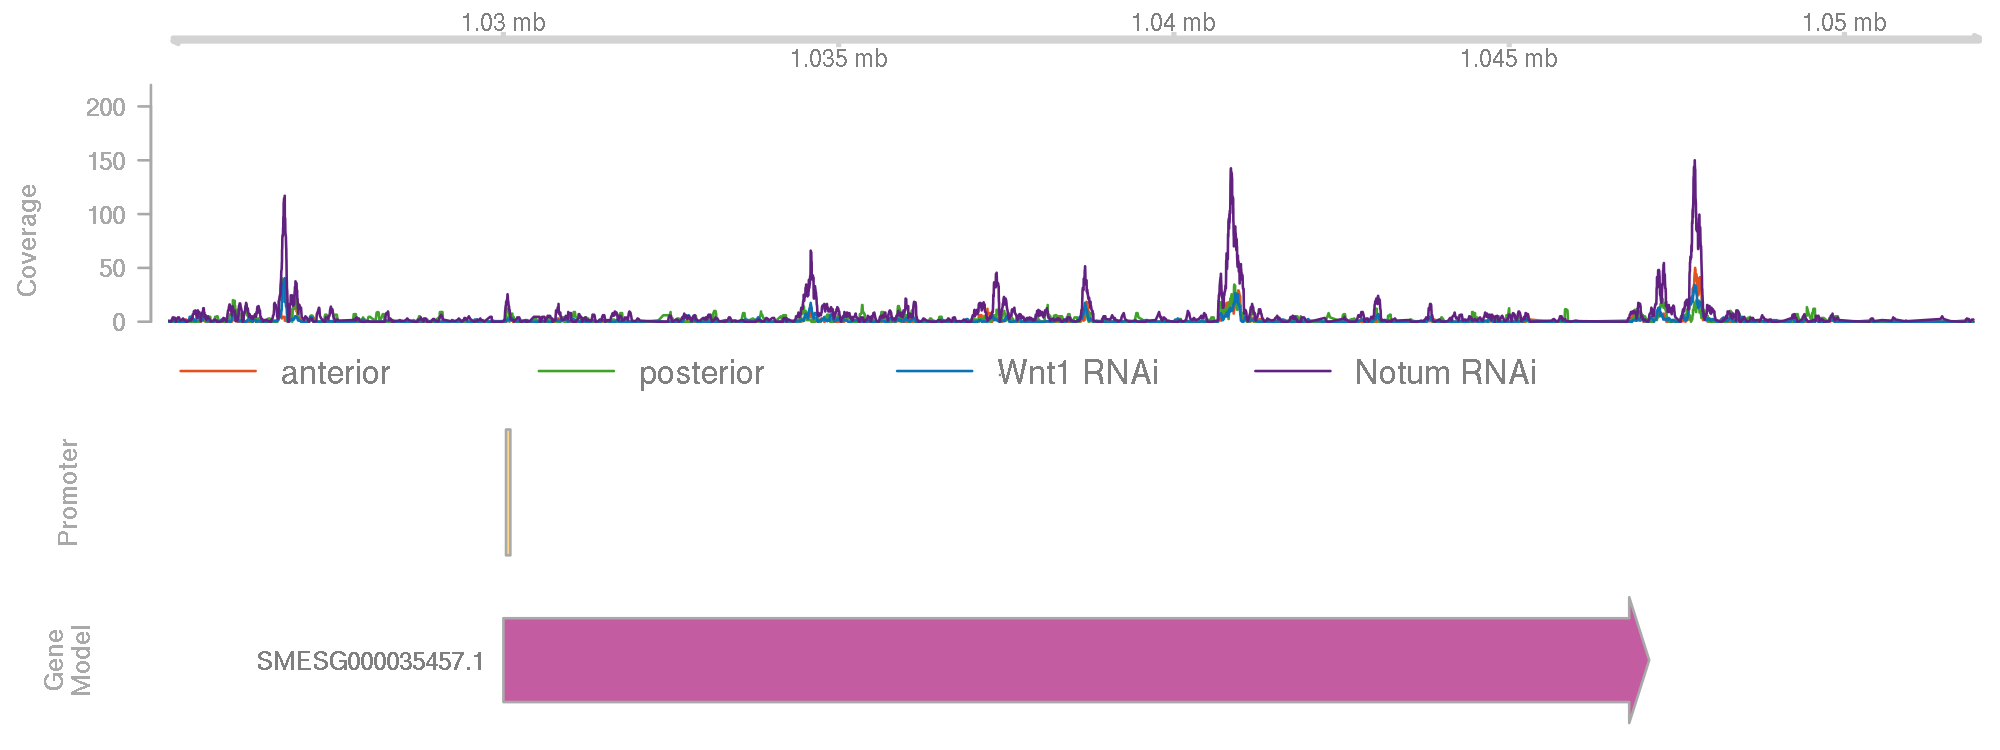 1.03 mb
1.04 mb
1.05 mb
1.035 mb
1.045 mb
Coverage
200
150
100
50
0
anterior
posterior
Wnt1 RNAi
Notum RNAi
Promoter
Gene
Model
SMESG000035457.1